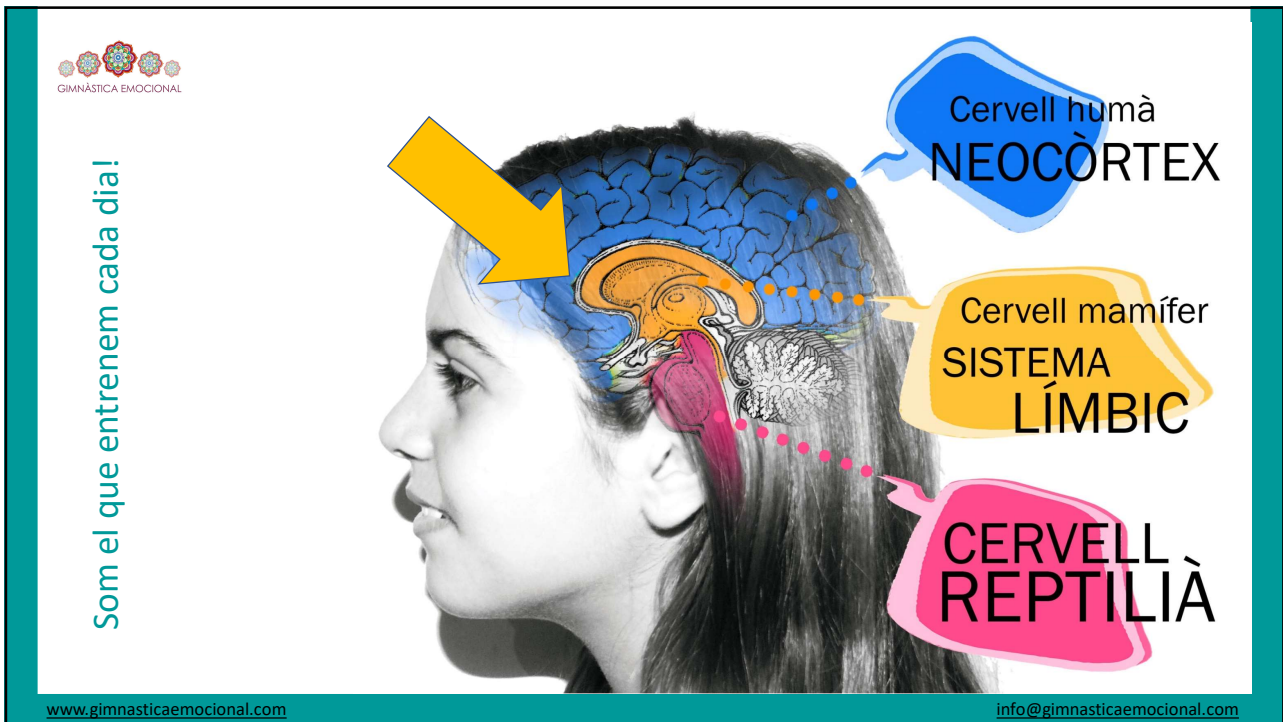 GIMNÀSTICA EMOCIONAL
Som el que entrenem cada dia!
Cervell humà
NEOCÒRTEX
Cervell mamífer
SISTEMA
LÍMBIC
CERVELL
REPTILIÀ
www.gimnasticaemocional.com
info@gimnasticaemocional.com